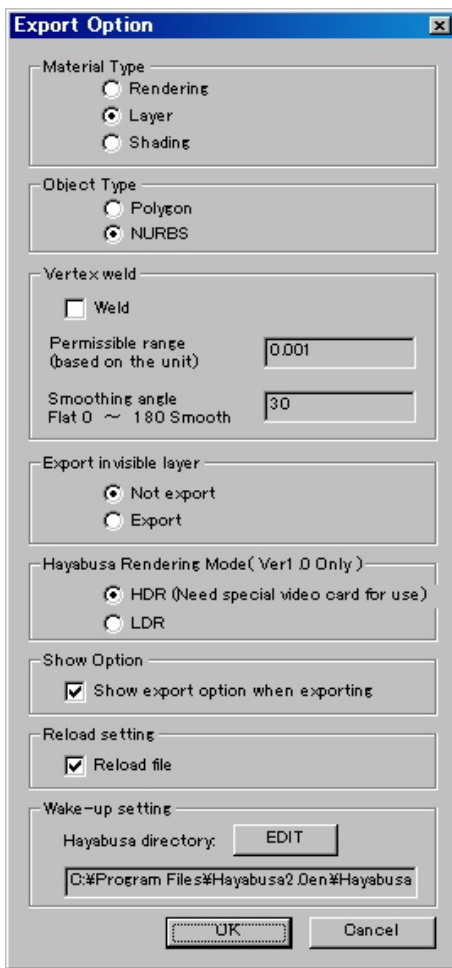 Export Option
Material Type
Rendering
Layer
Shading
Object Type
Polygon
NURBS
Vertex weld
Weld
Permissible range
(based on the unit)
0.001
Smoothing angle
Flat 0 ～ 180 Smooth
30
Export invisible layer
Not export
Export
Hayabusa Rendering Mode( Ver1.0 Only )
HDR (Need special video card for use)
LDR
Show Option
Show export option when exporting
Reload setting
Reload file
Wake-up setting
Hayabusa directory:
EDIT
C:¥Program Files¥Hayabusa2.0en¥Hayabusa
OK
Cancel